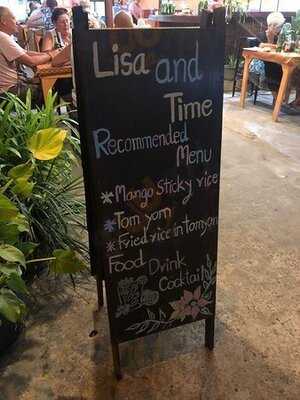 Lisa and
Time
Recommended
Menu
*Mango Sticky rice
*Tom yom
*Fried rice in tomyom
Food Drink
Cocktail